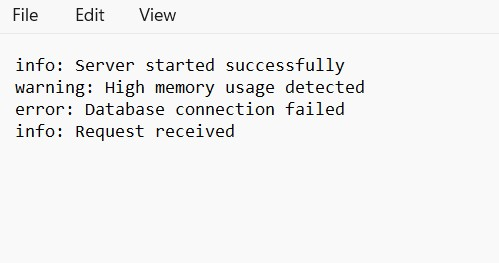 File Edit View
info: Server started successfully
warning: High memory usage detected
error: Database connection failed
info: Request received